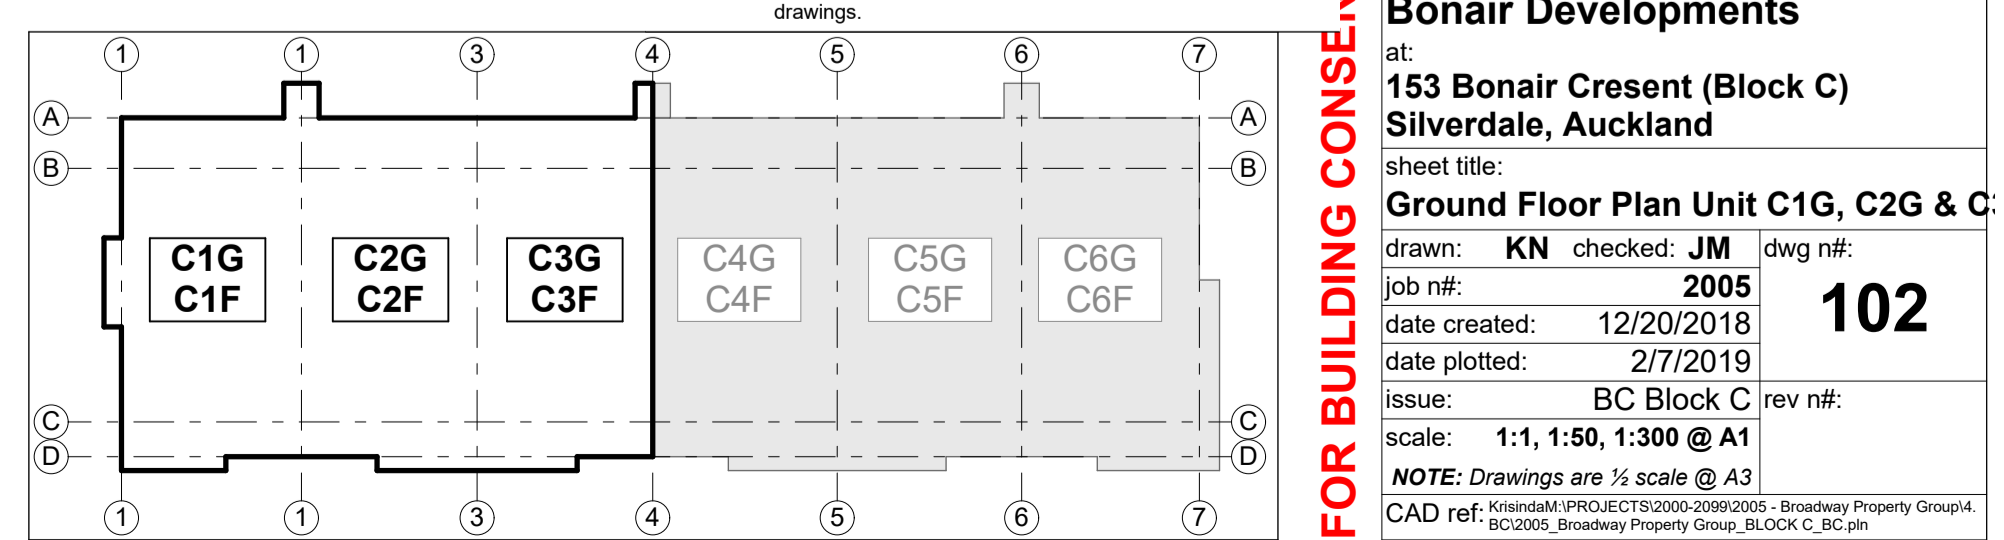 drawings.
1 1 3 4 5 6 7
A A
B B
C1G C2G C3G C4G C5G C6G
C1F C2F C3F C4F C5F C6F
C C
D D
1 1 3 4 5 6 7
FOR BUILDING
Bonair Developments
at:
153 Bonair Cresent (Block C)
Silverdale, Auckland
sheet title:
Ground Floor Plan Unit C1G, C2G &
drawn: KN checked: JM dwg n#:
job n#: 2005
102
date created: 12/20/2018
date plotted: 2/7/2019
issue: BC Block C rev n#:
scale: 1:1, 1:50, 1:300 @ A1
NOTE: Drawings are ½ scale @ A3
CAD ref: KrisindaM:\PROJECTS\2000-2099\2005 - Broadway Property Group\4.
BC\2005_Broadway Property Group_BLOCK C_BC.pln